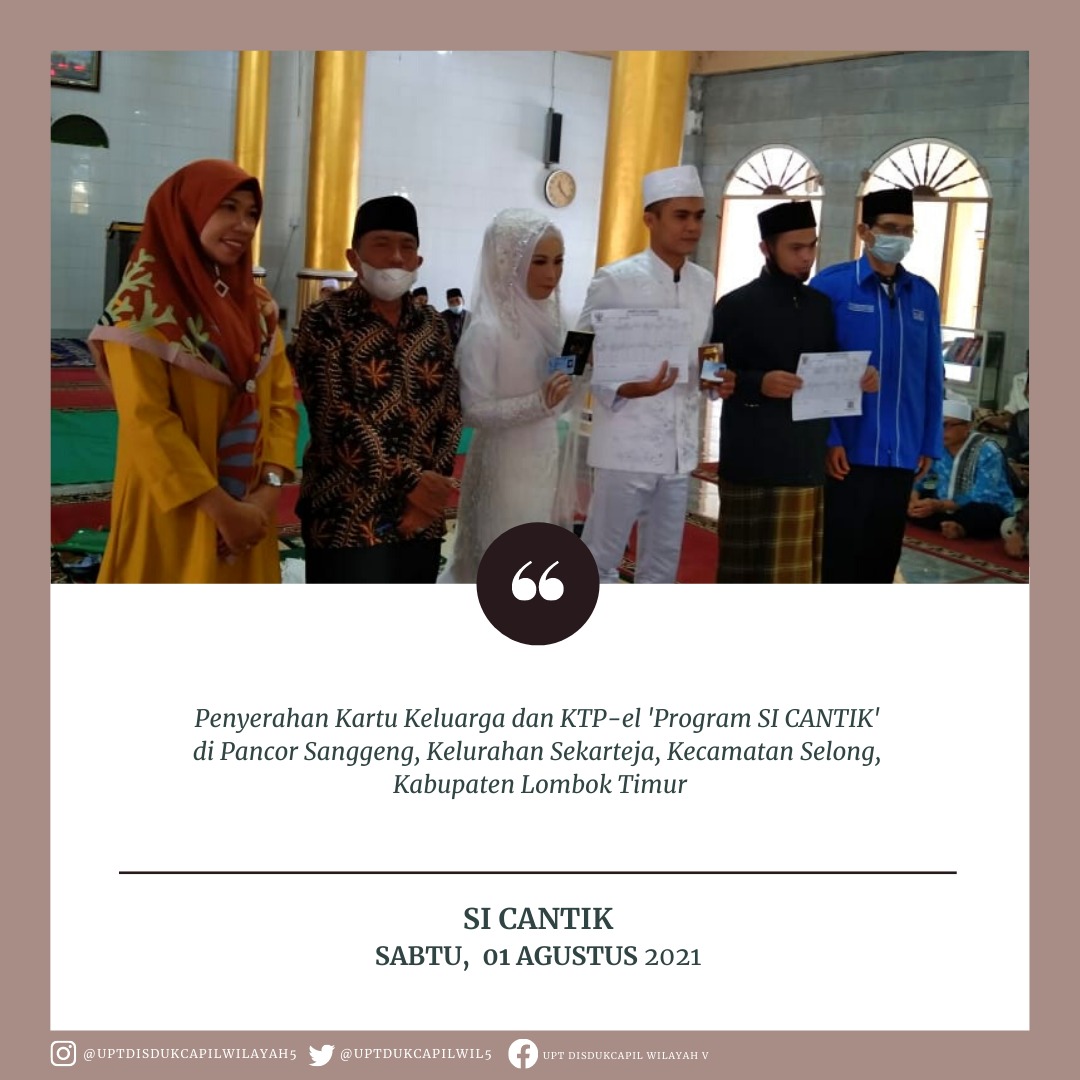 Penyerahan Kartu Keluarga dan KTP-el 'Program SI CANTIK'
di Pancor Sanggeng, Kelurahan Sekarteja, Kecamatan Selong,
Kabupaten Lombok Timur
SI CANTIK
SABTU, 01 AGUSTUS 2021
@UPTDISDUKCAPILWILAYAH5 @UPTDUKCAPILWIL5 UPT DISDUKCAPIL WILAYAH V